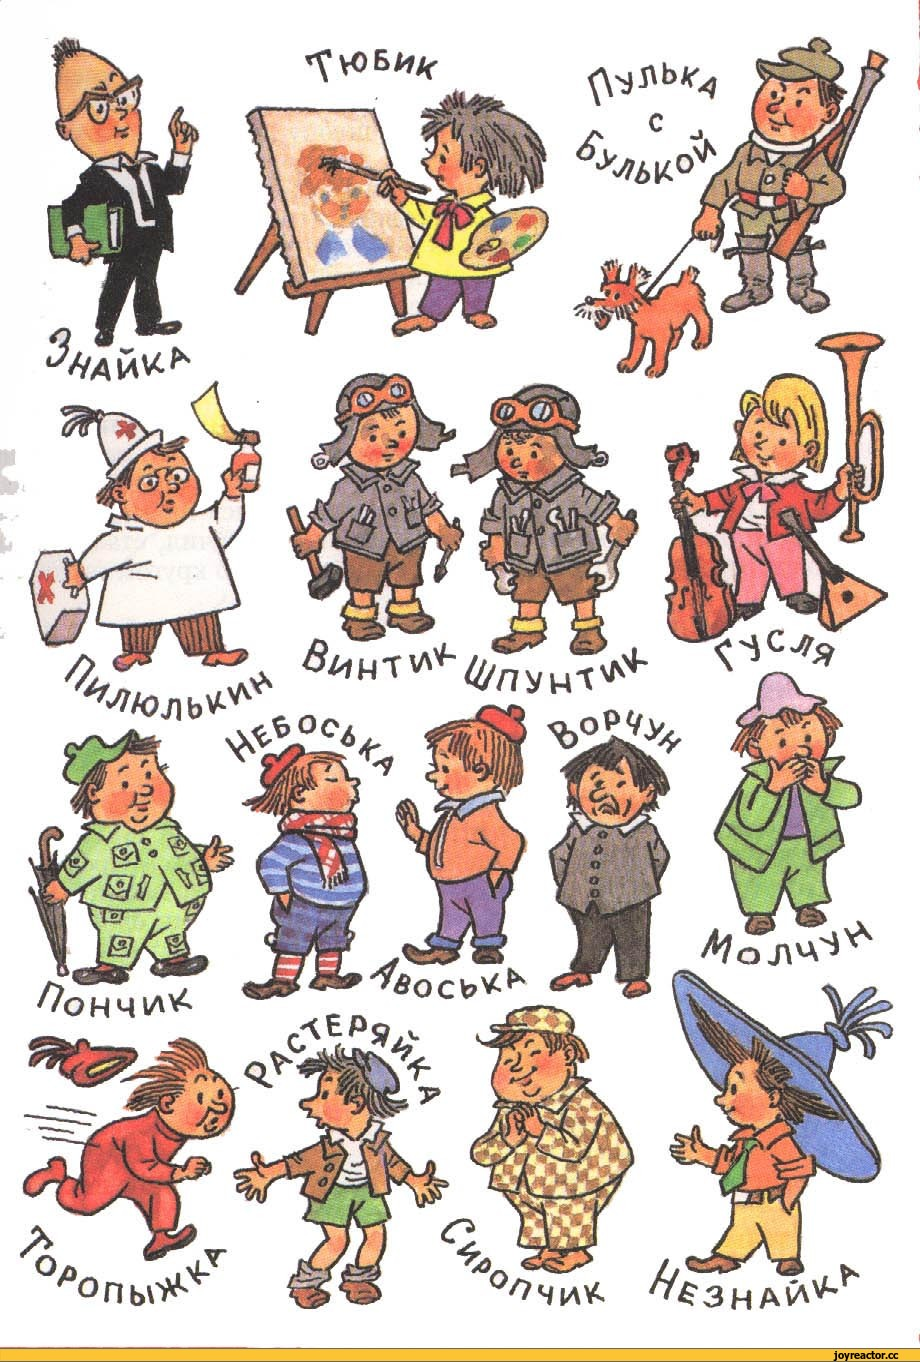 Тюбик
Пулька
с
Булькой
Знайка
Пилюлькин
Винтик
Шпунтик
Гусля
Небоська
Ворчун
Авоська
Молчун
Пончик
Растеряйка
Торопыжка
Сиропчик
Незнайка
joyreactor.cc